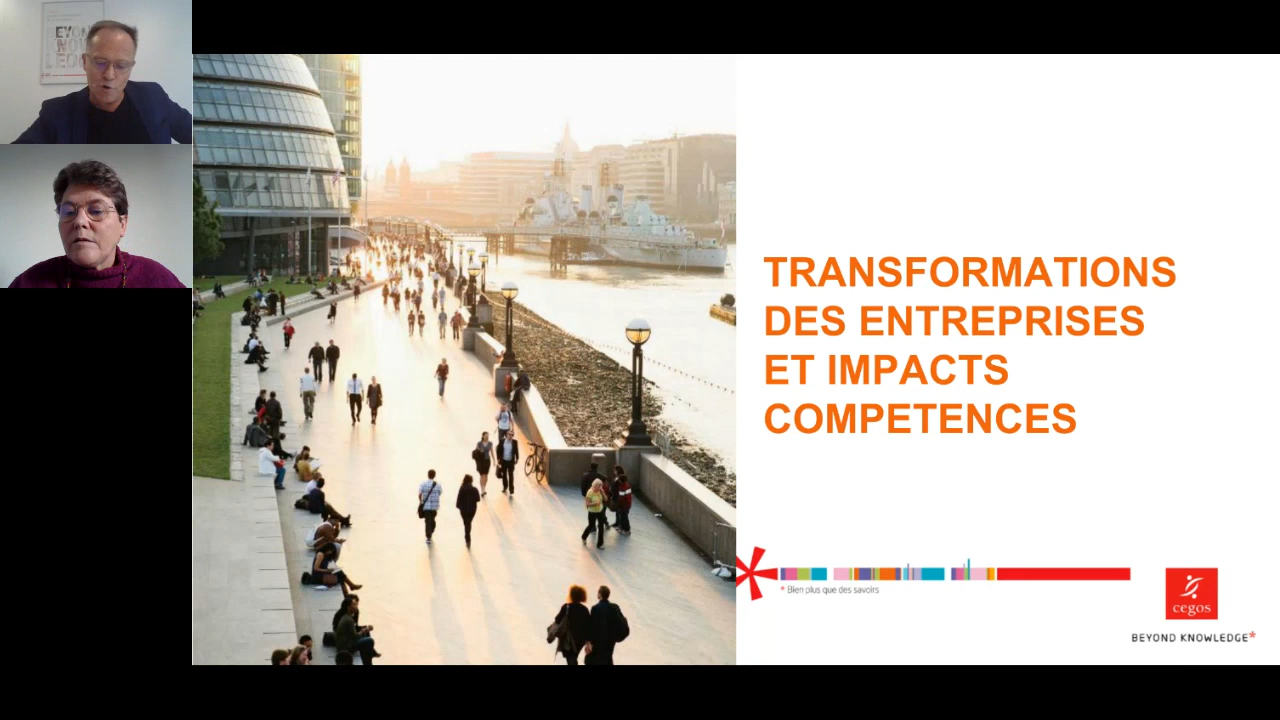 TRANSFORMATIONS
DES ENTREPRISES
ET IMPACTS
COMPETENCES
* Bien plus que des savoirs
cegos
BEYOND KNOWLEDGE*